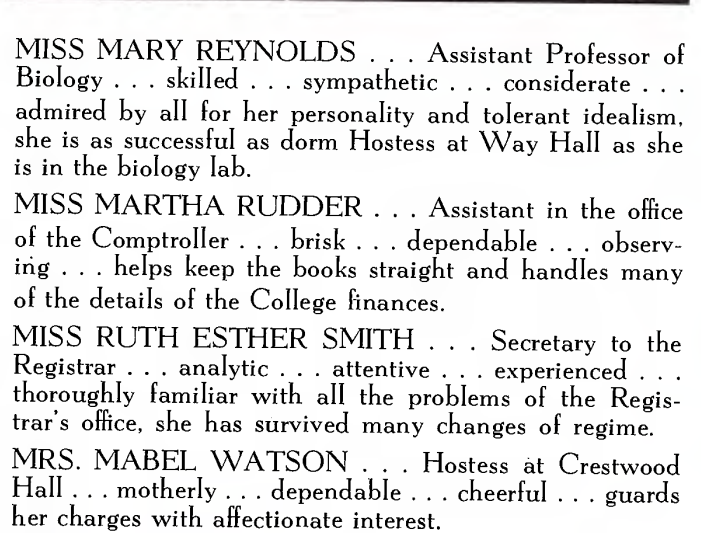 MISS MARY REYNOLDS . . . Assistant Professor of
Biology . . . skilled . . . sympathetic . . . considerate . . .
admired by all for her personality and tolerant idealism,
she is as successful as dorm Hostess at Way Hall as she
is in the biology lab.
MISS MARTHA RUDDER . . . Assistant in the office
of the Comptroller . . . brisk . . . dependable . . . observ-
ing . . . helps keep the books straight and handles many
of the details of the College finances.
MISS RUTH ESTHER SMITH . . . Secretary to the
Registrar . . . analytic . . . attentive . . . experienced . . .
thoroughly familiar with all the problems of the Regis-
trar's office, she has survived many changes of regime.
MRS. MABEL WATSON . . . Hostess at Crestwood
Hall . . . motherly . . . dependable . . . cheerful . . . guards
her charges with affectionate interest.